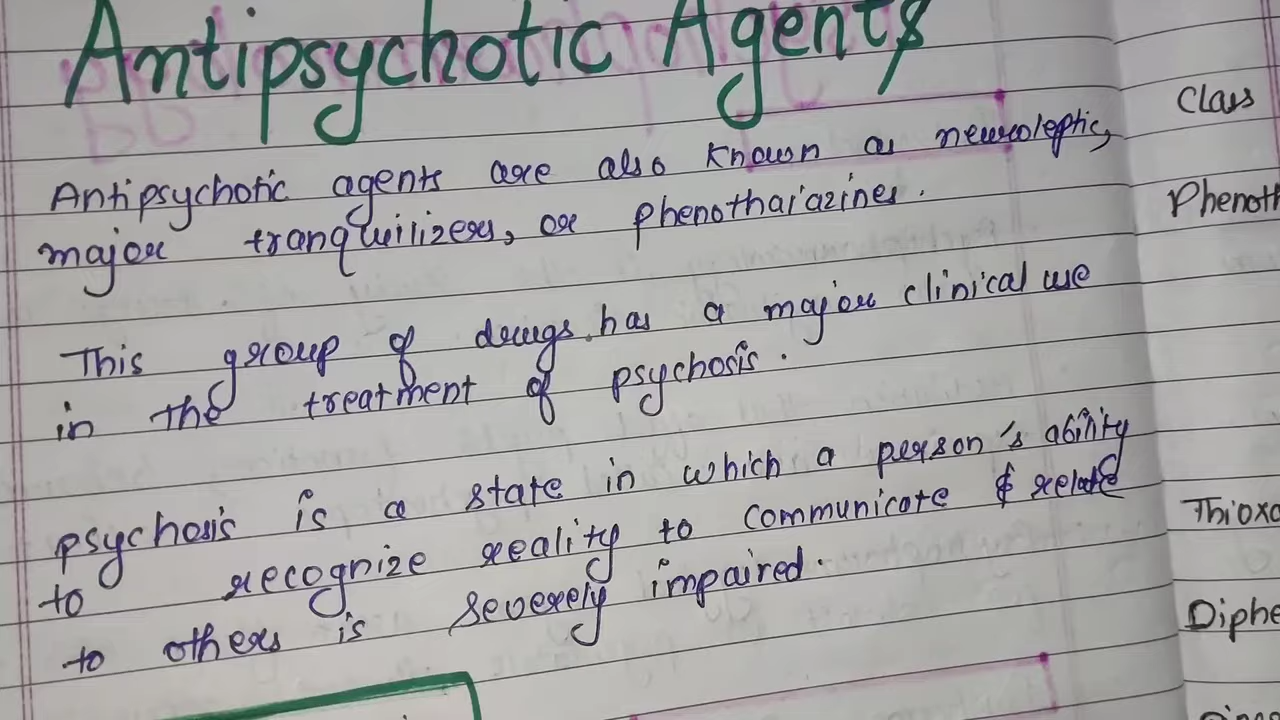 Antipsychotic Agents
Antipsychotic agents are also known as neuroleptic,
major tranquilizers, or phenothaiazines.
This group of drugs has a major clinical use
in the treatment of psychosis.
psychosis is a state in which a person's ability
to recognize reality to communicate & relate
to others is severely impaired.
Class
Phenoth
Thioxa
Diphe